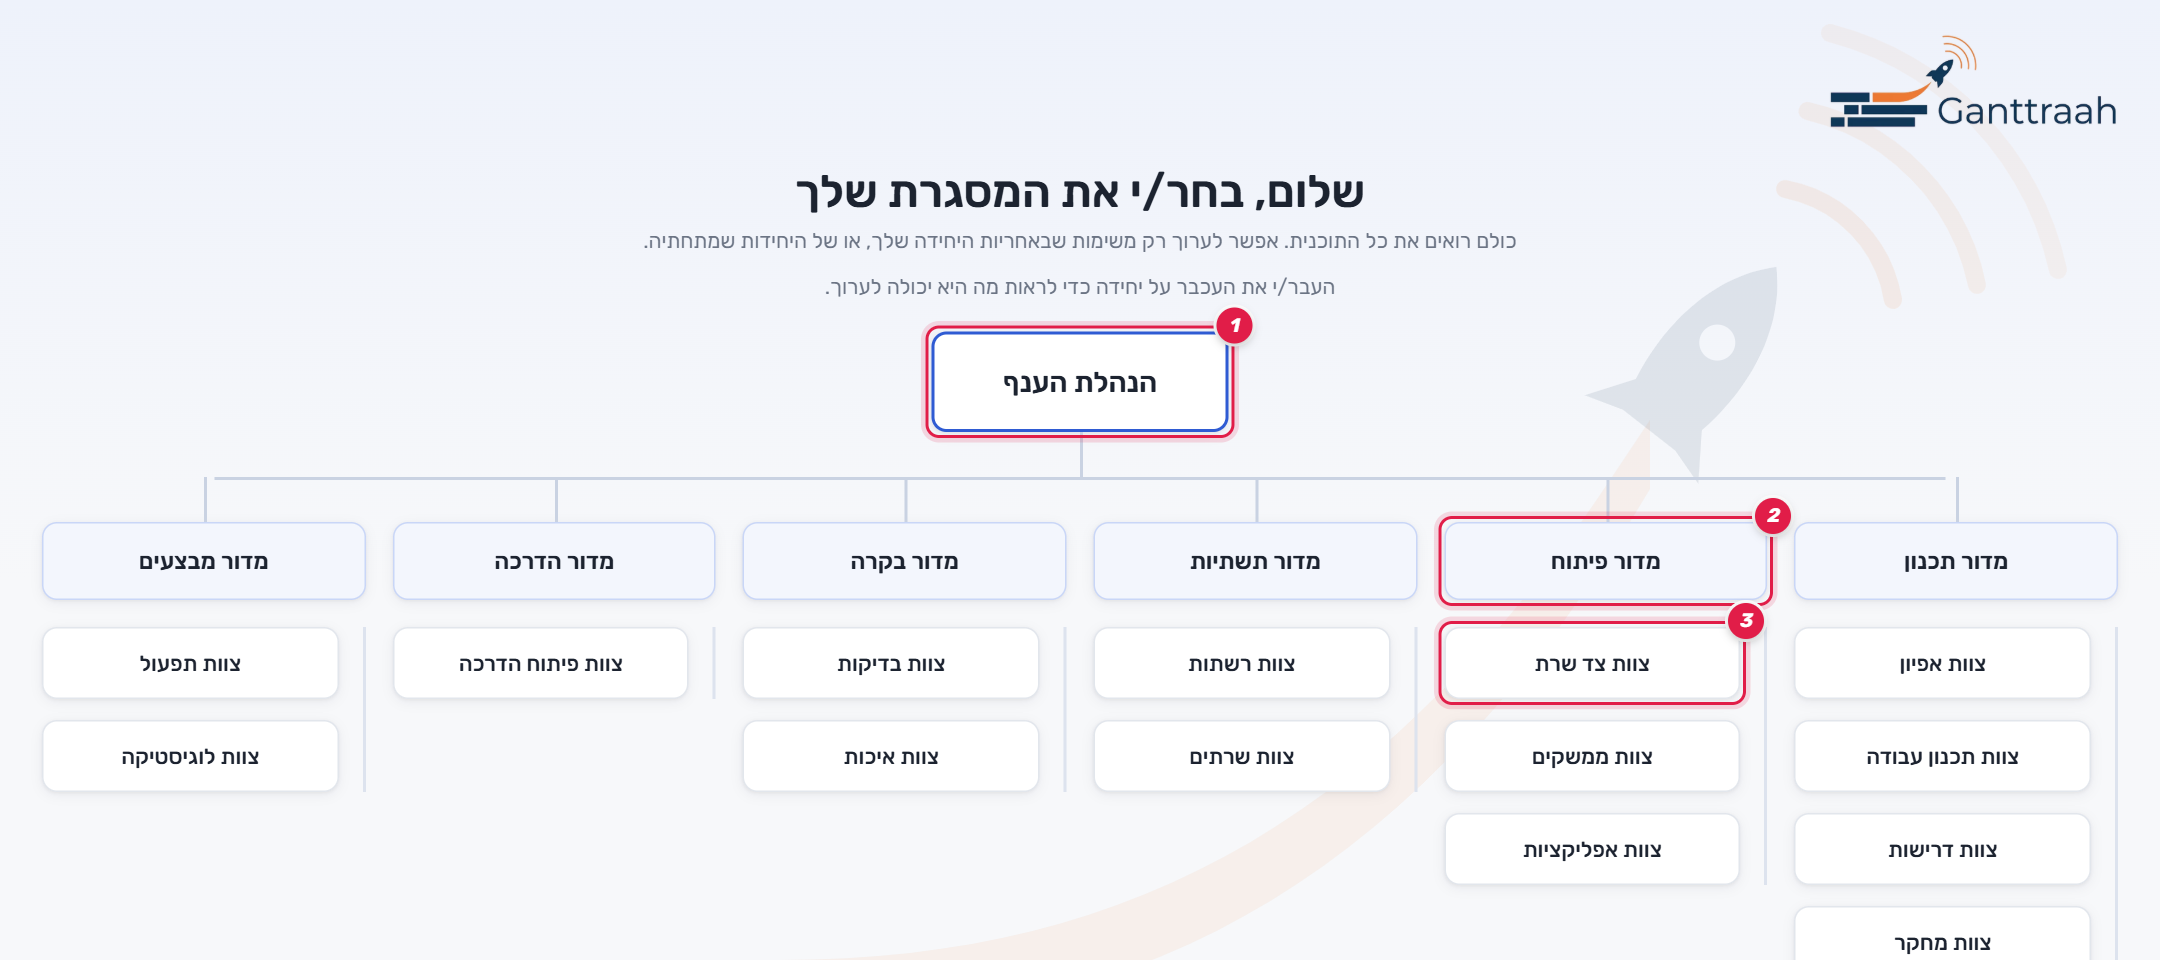 Ganttraah
שלום, בחר/י את המסגרת שלך
כולם רואים את כל התוכנית. אפשר לערוך רק משימות שבאחריות היחידה שלך, או של היחידות שמתחתיה.
העבר/י את העכבר על יחידה כדי לראות מה היא יכולה לערוך.
1
הנהלת הענף
2
מדור תכנון
מדור פיתוח
מדור תשתיות
מדור בקרה
מדור הדרכה
מדור מבצעים
3
צוות אפיון
צוות צד שרת
צוות רשתות
צוות בדיקות
צוות פיתוח הדרכה
צוות תפעול
צוות תכנון עבודה
צוות ממשקים
צוות שרתים
צוות איכות
צוות לוגיסטיקה
צוות דרישות
צוות אפליקציות
צוות מחקר